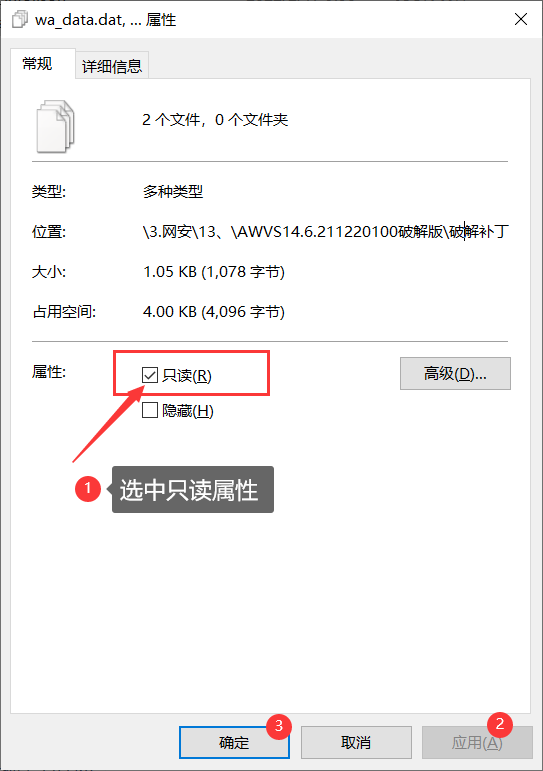 wa_data.dat, ... 属性
常规
详细信息
2 个文件，0 个文件夹
类型:
多种类型
位置:
\3.网安\13、\AWVS14.6.211220100破解版\破解补丁
大小:
1.05 KB (1,078 字节)
占用空间:
4.00 KB (4,096 字节)
属性:
只读(R)
高级(D)...
隐藏(H)
1
选中只读属性
3
2
确定
取消
应用(A)